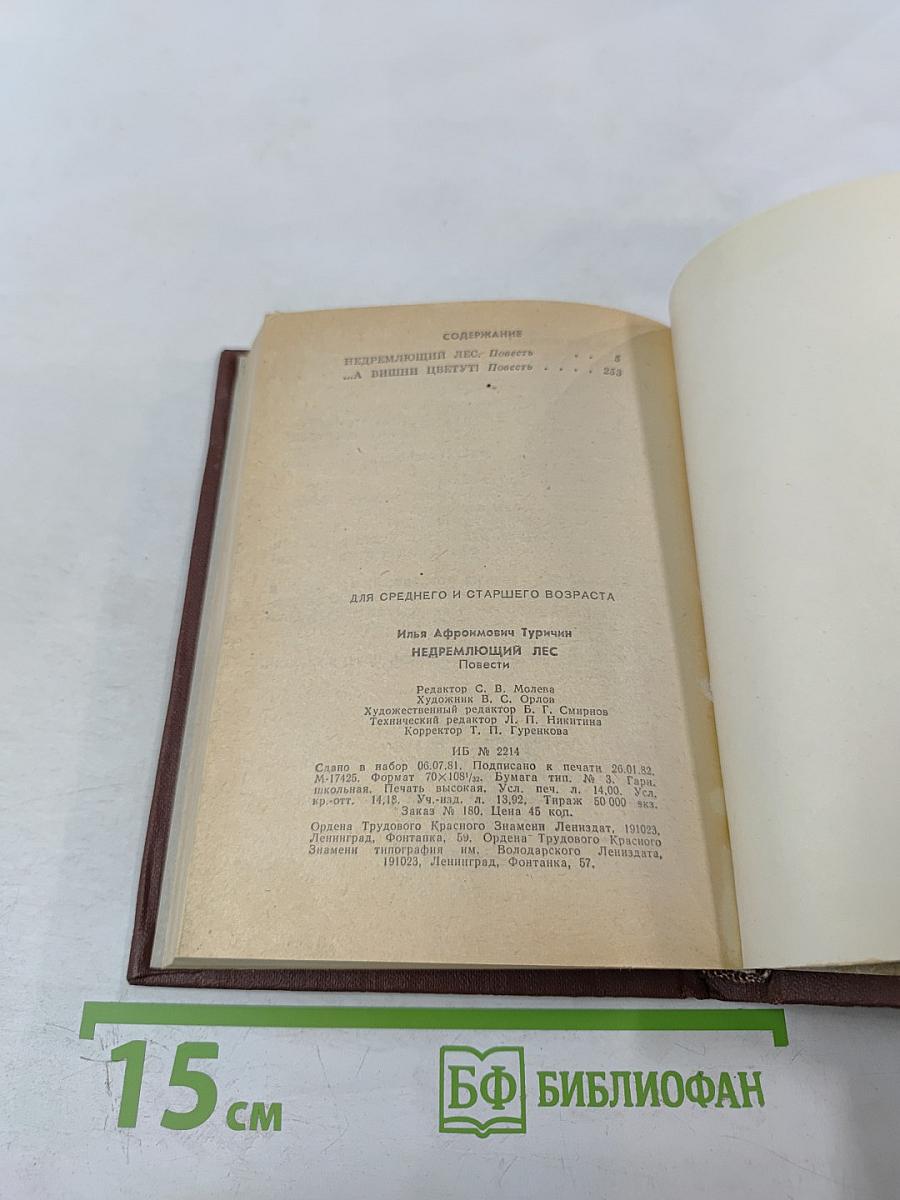 СОДЕРЖАНИЕ
НЕДРЕМЛЮЩИЙ ЛЕС. Повесть . . 5
...А ВИШНИ ЦВЕТУТ! Повесть . . . . 253
ДЛЯ СРЕДНЕГО И СТАРШЕГО ВОЗРАСТА
Илья Афроимович Туричин
НЕДРЕМЛЮЩИЙ ЛЕС
Повести
Редактор С. В. Молева
Художник В. С. Орлов
Художественный редактор Б. Г. Смирнов
Технический редактор Л. П. Никитина
Корректор Т. П. Гуренкова
ИБ № 2214
Сдано в набор 06.07.81. Подписано к печати 26.01.82.
М-17425. Формат 70×108¹/₃₂. Бумага тип. № 3. Гарн.
школьная. Печать высокая. Усл. печ. л. 14,00. Усл.
кр.-отт. 14,18. Уч.-изд. л. 13,92. Тираж 50 000 экз.
Заказ № 180. Цена 45 коп.
Ордена Трудового Красного Знамени Лениздат, 191023,
Ленинград, Фонтанка, 59. Ордена Трудового Красного
Знамени типография им. Володарского Лениздата,
191023, Ленинград, Фонтанка, 57.
15 см
БФ БИБЛИОФАН